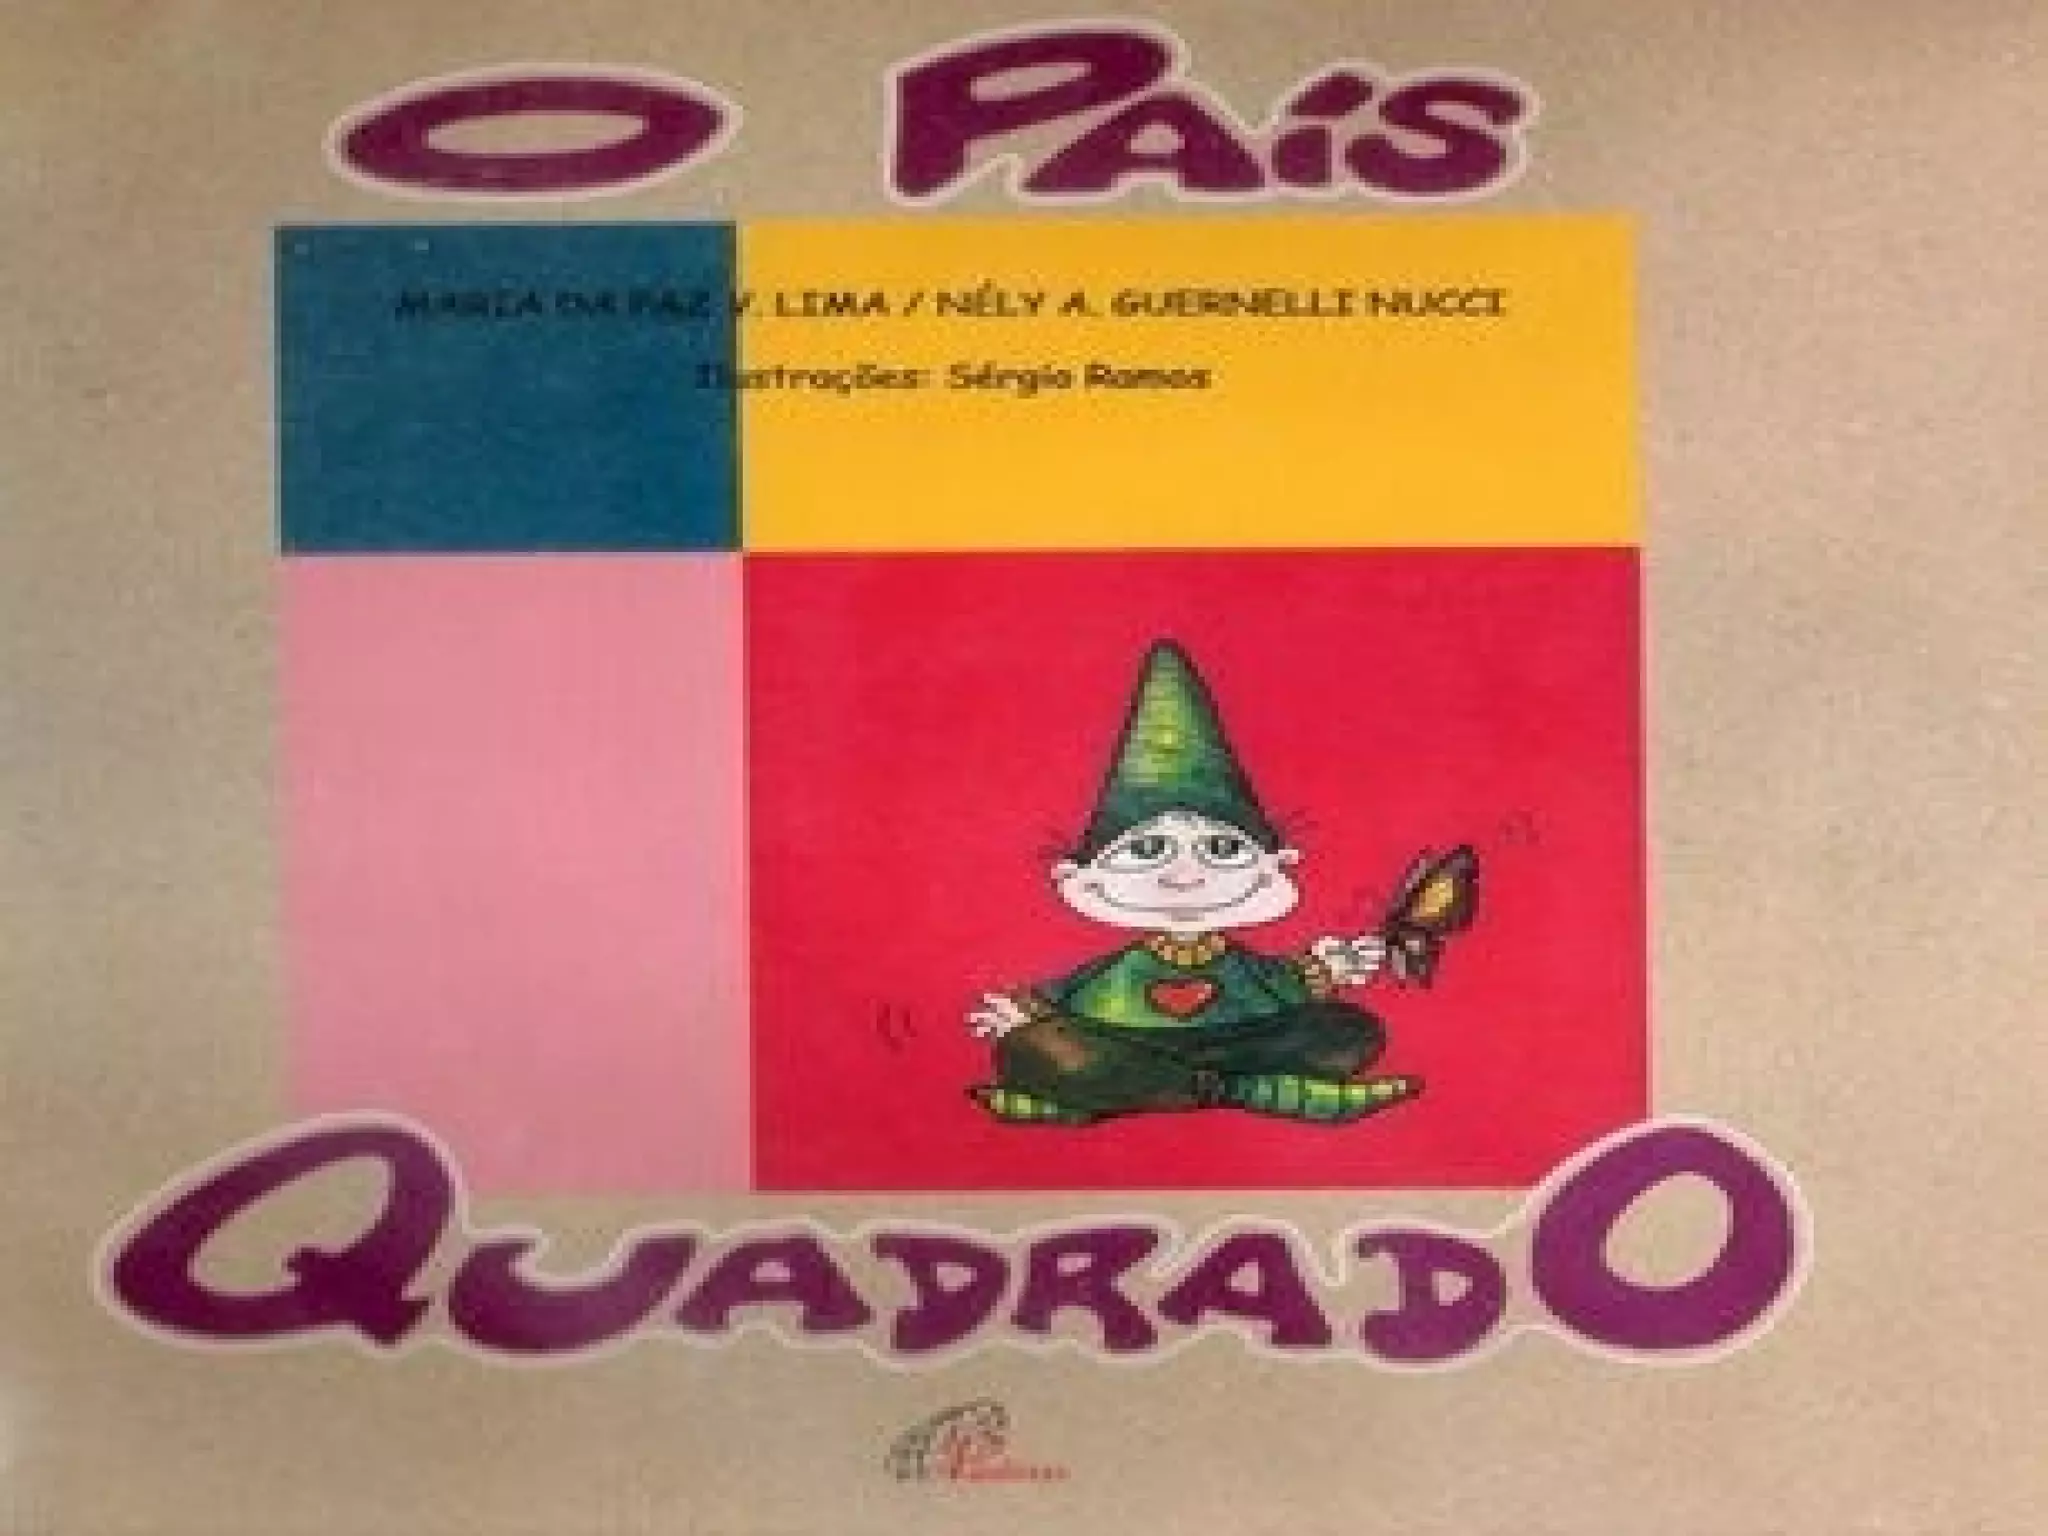 O País
MARIA DA PAZ V. LIMA / NÉLY A. GUERNELLI NUCCI
Ilustrações: Sérgio Ramos
QUADRADO